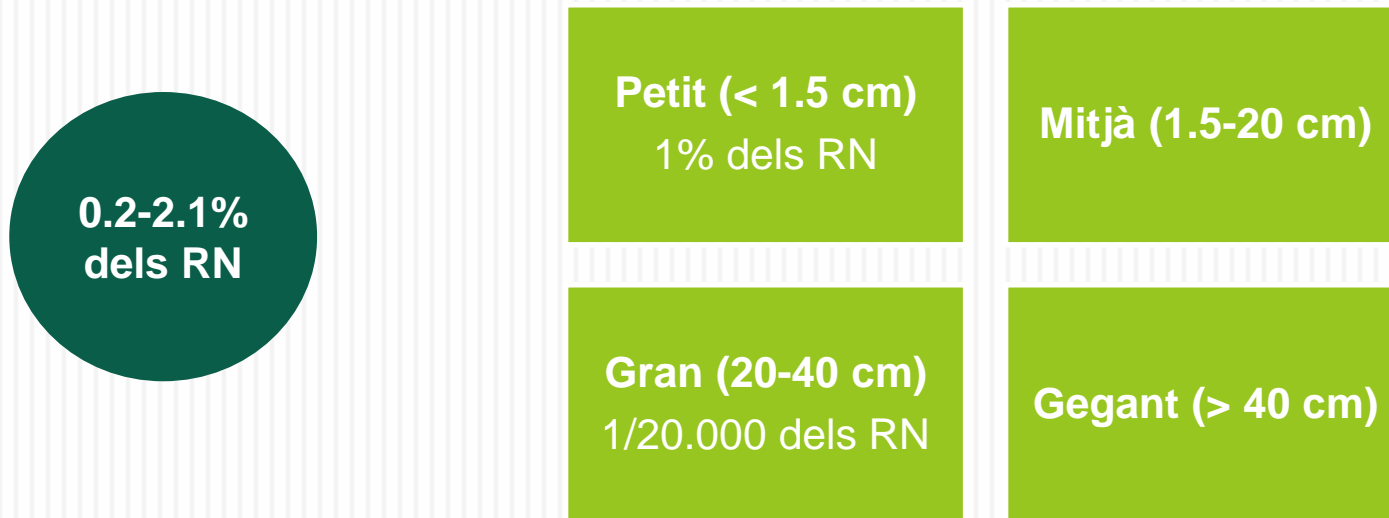 0.2-2.1%
dels RN
Petit (< 1.5 cm)
1% dels RN
Mitjà (1.5-20 cm)
Gran (20-40 cm)
1/20.000 dels RN
Gegant (> 40 cm)